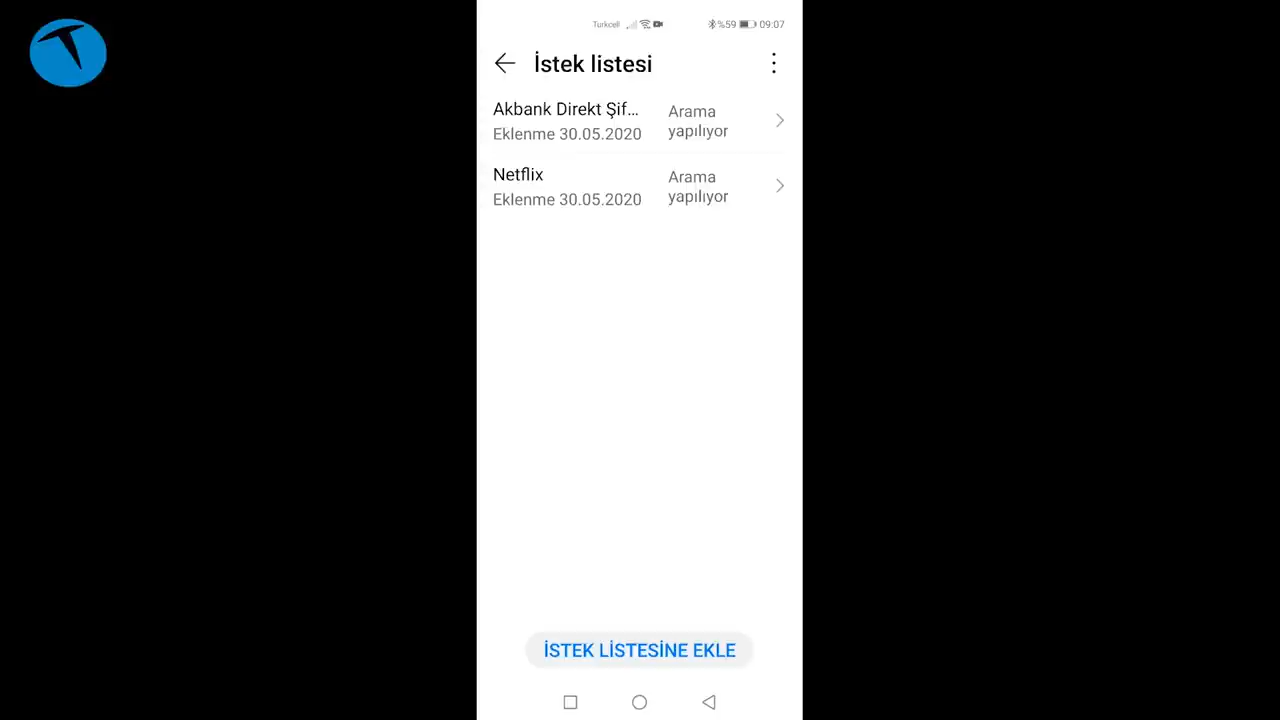 Turkcell %59 09:07
İstek listesi
Akbank Direkt Şif...
Eklenme 30.05.2020
Arama
yapılıyor
Netflix
Eklenme 30.05.2020
Arama
yapılıyor
İSTEK LİSTESİNE EKLE